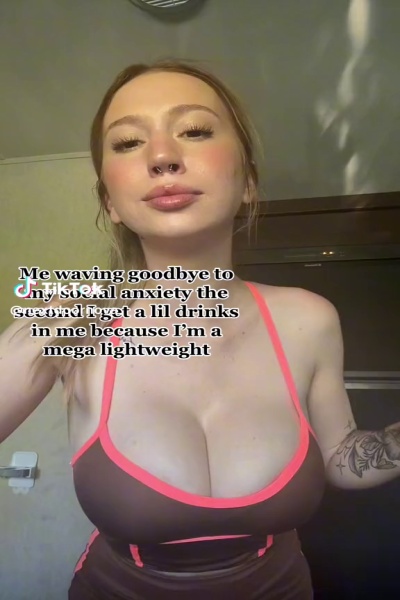 Me waving goodbye to
TikTok
my social anxiety the
second I get a lil drinks
in me because I'm a
mega lightweight